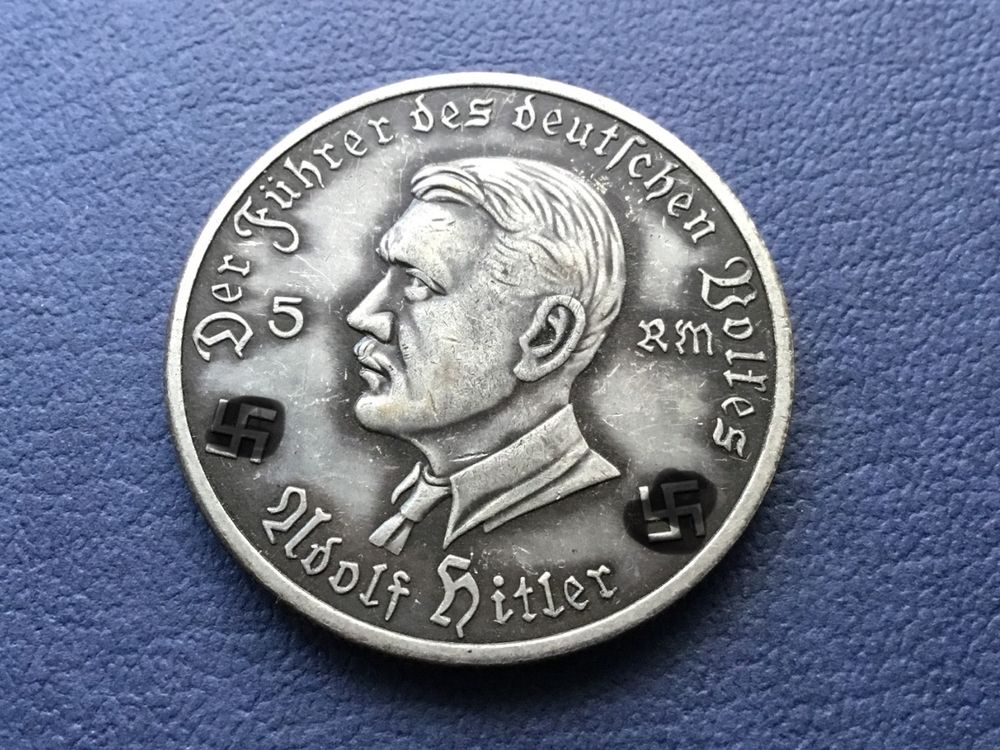 Der Führer des deutschen Volkes
5
RM
Adolf Hitler